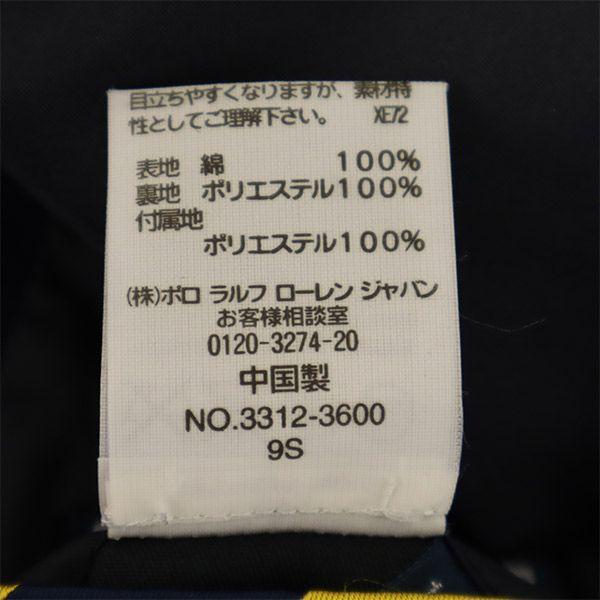 目立ちやすくなりますが、素材特
性としてご理解下さい。 XE72
表地 綿 100%
裏地 ポリエステル100%
付属地
ポリエステル100%
(株)ポロ ラルフ ローレン ジャパン
お客様相談室
0120-3274-20
中国製
NO.3312-3600
9S